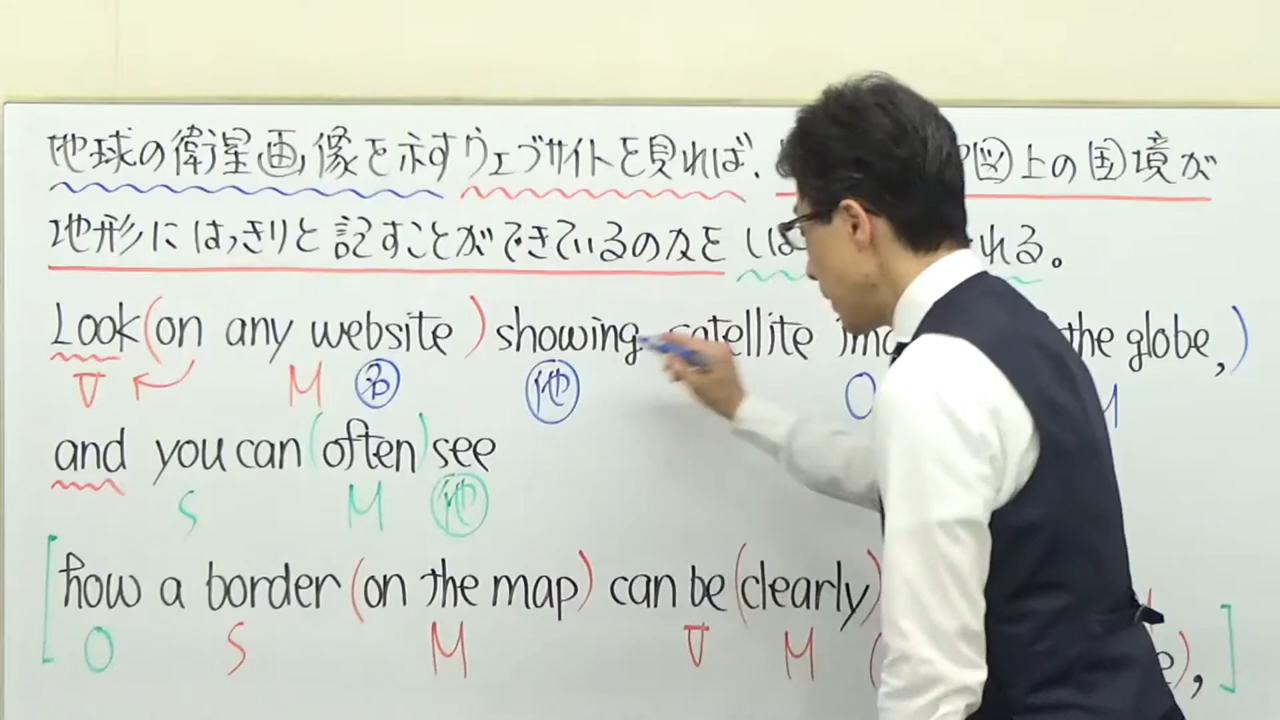 地球の衛星画像を示すウェブサイトを見れば、図上の国境が
地形にはっきりと記すことができているの及を しば れる。
Look (on any website) showing satellite the globe,)
V M 名 他 O
and you can (often) see
S M 他
[how a border (on the map) can be (clearly)
O S M V M ( ), ]